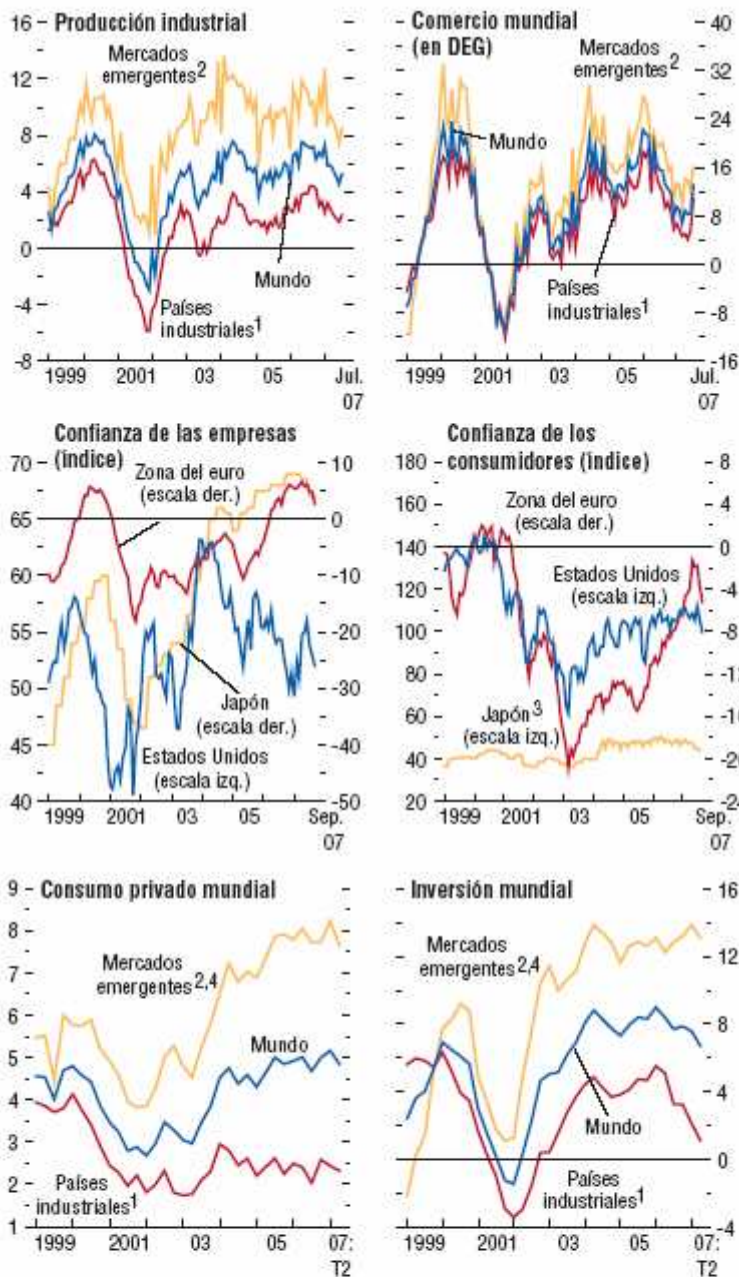 Producción industrial
16
12
8
4
0
-4
-8
Mercados
emergentes2
Mundo
Países
industriales1
1999 2001 03 05 Jul.
07
Comercio mundial
(en DEG)
40
32
24
16
8
0
-8
-16
Mercados
emergentes2
Mundo
Países
industriales1
1999 2001 03 05 Jul.
07
Confianza de las empresas
(índice)
70
65
60
55
50
45
40
10
0
-10
-20
-30
-40
-50
Zona del euro
(escala der.)
Japón
(escala der.)
Estados Unidos
(escala izq.)
1999 2001 03 05 Sep.
07
Confianza de los
consumidores (índice)
180
160
140
120
100
80
60
40
20
8
4
0
-4
-8
-12
-16
-20
-24
Zona del euro
(escala der.)
Estados Unidos
(escala izq.)
Japón3
(escala izq.)
1999 2001 03 05 Sep.
07
Consumo privado mundial
9
8
7
6
5
4
3
2
1
Mercados
emergentes2,4
Mundo
Países
industriales1
1999 2001 03 05 07:
T2
Inversión mundial
16
12
8
4
0
-4
Mercados
emergentes2,4
Mundo
Países
industriales1
1999 2001 03 05 07:
T2